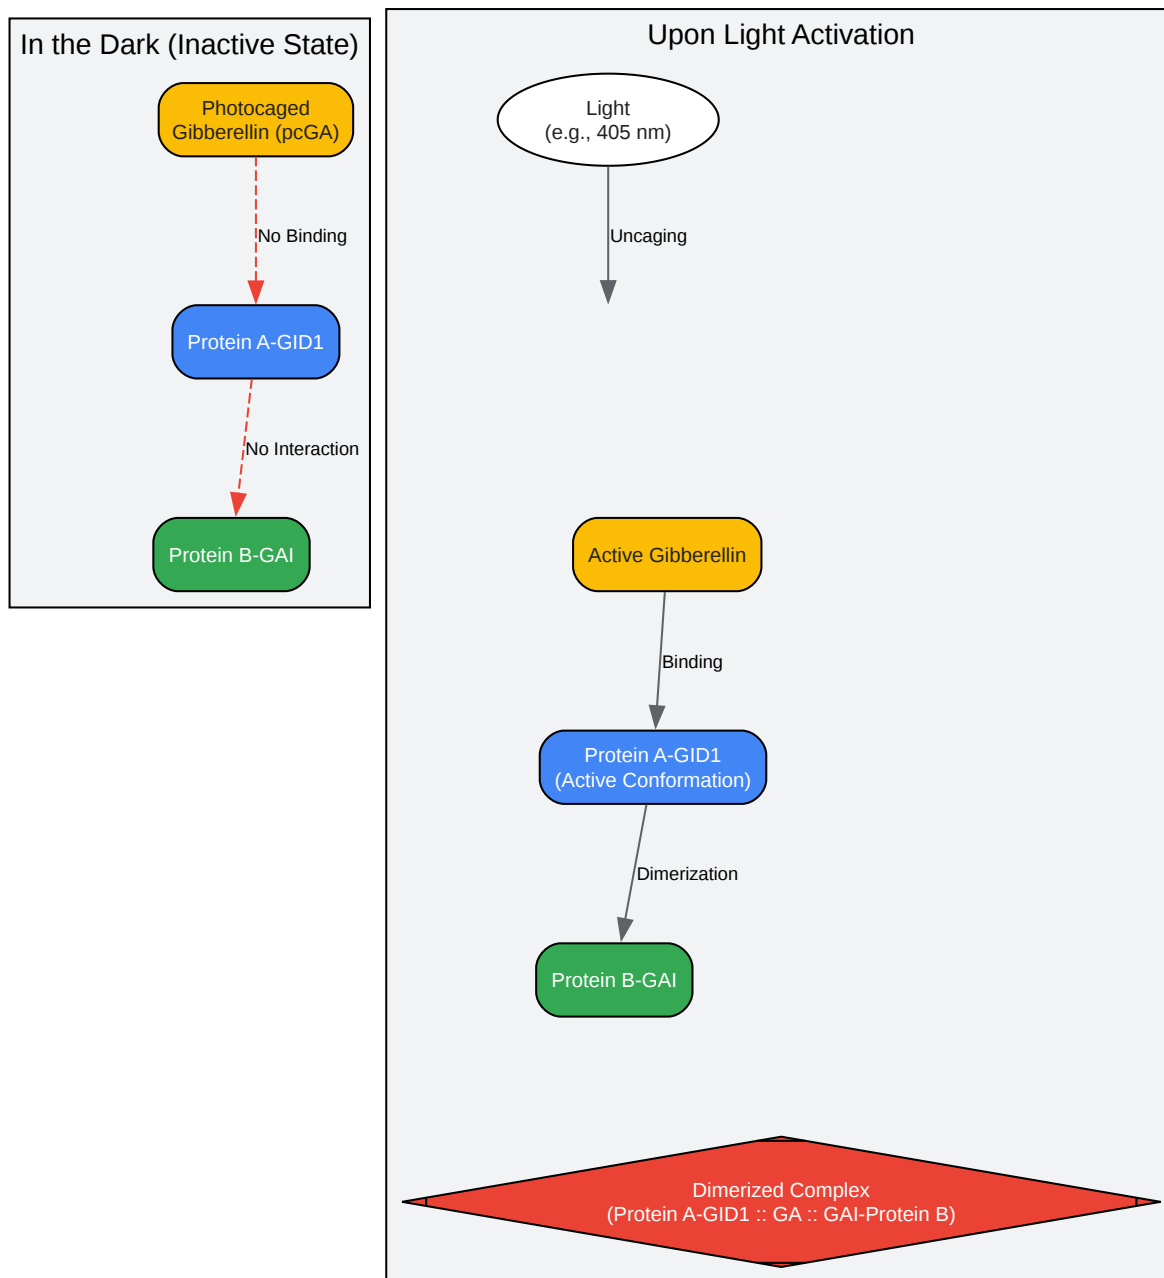 In the Dark (Inactive State)
Photocaged
Gibberellin (pcGA)
No Binding
Protein A-GID1
No Interaction
Protein B-GAI
Upon Light Activation
Light
(e.g., 405 nm)
Uncaging
Active Gibberellin
Binding
Protein A-GID1
(Active Conformation)
Dimerization
Protein B-GAI
Dimerized Complex
(Protein A-GID1 :: GA :: GAI-Protein B)